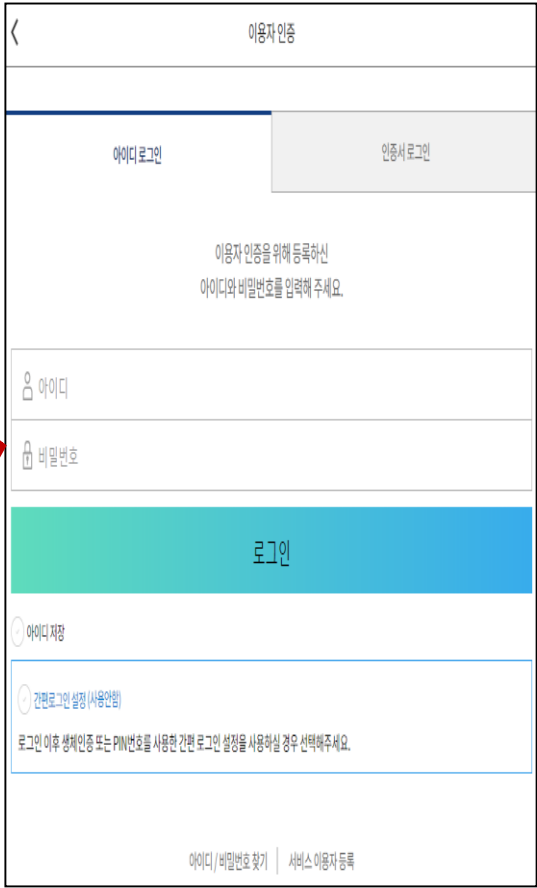 이용자 인증
아이디 로그인
인증서 로그인
이용자 인증을 위해 등록하신
아이디와 비밀번호를 입력해 주세요.
아이디
비밀번호
로그인
아이디 저장
간편로그인 설정 (사용안함)
로그인 이후 생체인증 또는 PIN번호를 사용한 간편 로그인 설정을 사용하실 경우 선택해주세요.
아이디 / 비밀번호 찾기 | 서비스 이용자 등록